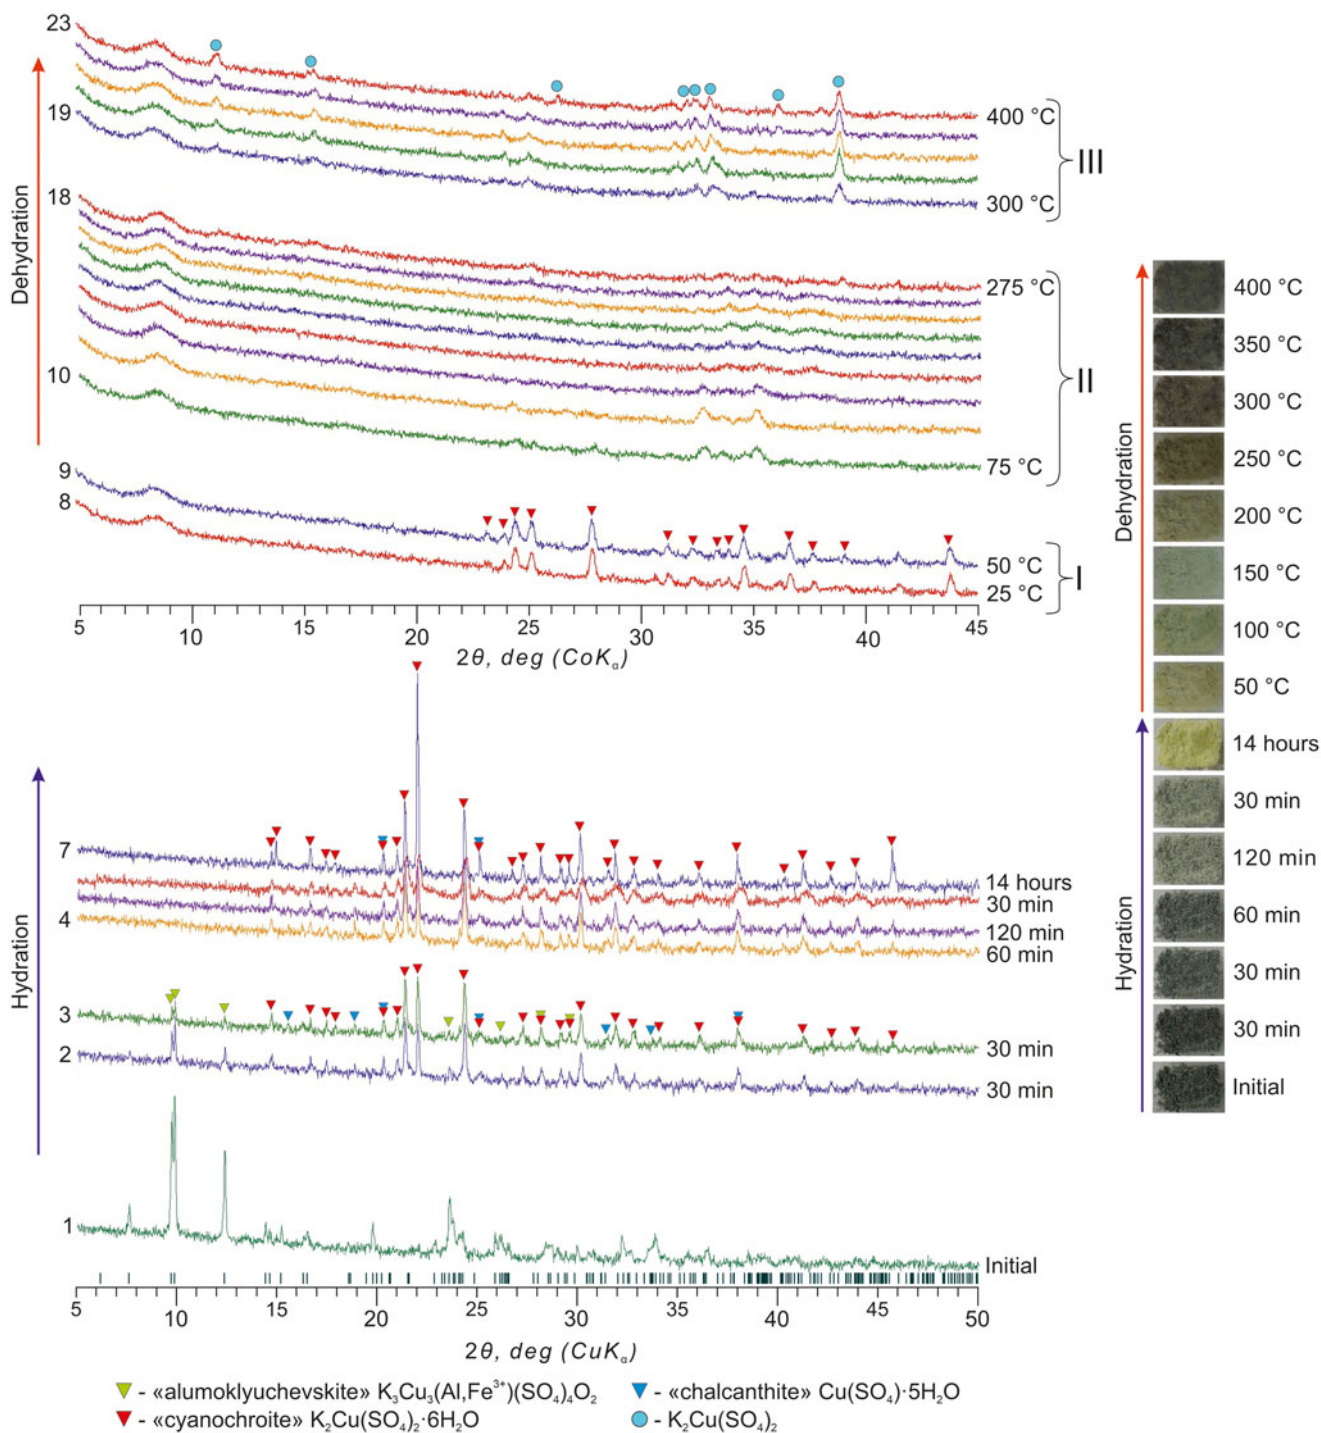 23
19
18
10
9
8
Dehydration
400 °C
300 °C
III
275 °C
75 °C
II
50 °C
25 °C
I
5 10 15 20 25 30 35 40 45
2θ, deg (CoKα)
Hydration
7
4
3
2
1
14 hours
30 min
120 min
60 min
30 min
30 min
Initial
5 10 15 20 25 30 35 40 45 50
2θ, deg (CuKα)
Dehydration
400 °C
350 °C
300 °C
250 °C
200 °C
150 °C
100 °C
50 °C
Hydration
14 hours
30 min
120 min
60 min
30 min
30 min
Initial
- «alumoklyuchevskite» K₃Cu₃(Al,Fe³⁺)(SO₄)₄O₂
- «chalcanthite» Cu(SO₄)·5H₂O
- «cyanochroite» K₂Cu(SO₄)₂·6H₂O
- K₂Cu(SO₄)₂